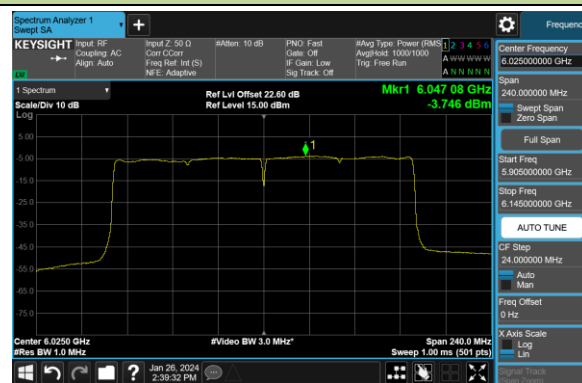 Spectrum Analyzer 1
Swept SA
Frequen
KEYSIGHT
Input: RF
Coupling: AC
Align: Auto
Input Z: 50 Ω
Corr CCorr
Freq Ref: Int (S)
NFE: Adaptive
#Atten: 10 dB
PNO: Fast
Gate: Off
IF Gain: Low
Sig Track: Off
#Avg Type: Power (RMS)
Avg|Hold: 1000/1000
Trig: Free Run
1 2 3 4 5 6
A W W W W W
A N N N N N
LW
1 Spectrum
Scale/Div 10 dB
Log
Ref Lvl Offset 22.60 dB
Ref Level 15.00 dBm
Mkr1 6.047 08 GHz
-3.746 dBm
5.00
-5.00
-15.0
-25.0
-35.0
-45.0
-55.0
-65.0
-75.0
1
Center 6.0250 GHz
#Res BW 1.0 MHz
#Video BW 3.0 MHz*
Span 240.0 MHz
Sweep 1.00 ms (501 pts)
Center Frequency
6.025000000 GHz
Span
240.000000 MHz
Swept Span
Zero Span
Full Span
Start Freq
5.905000000 GHz
Stop Freq
6.145000000 GHz
AUTO TUNE
CF Step
24.000000 MHz
Auto
Man
Freq Offset
0 Hz
X Axis Scale
Log
Lin
Signal Track
Jan 26, 2024
2:39:32 PM